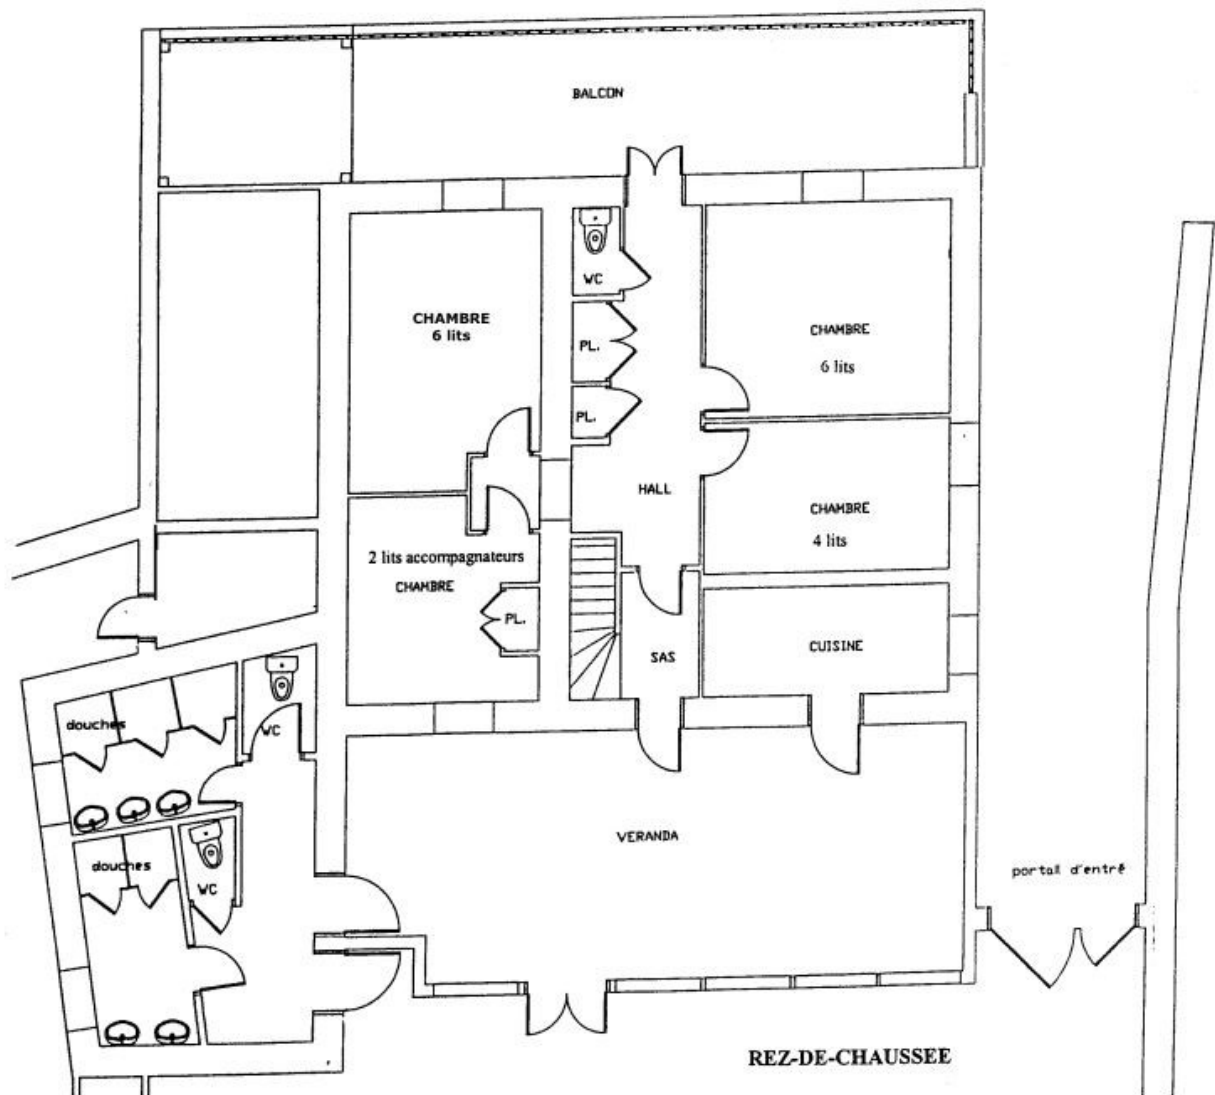 BALCON
WC
CHAMBRE
6 lits
CHAMBRE
6 lits
PL.
PL.
HALL
CHAMBRE
4 lits
2 lits accompagnateurs
CHAMBRE
PL.
SAS
CUISINE
douches
WC
VERANDA
douches
WC
portail d'entré
REZ-DE-CHAUSSEE